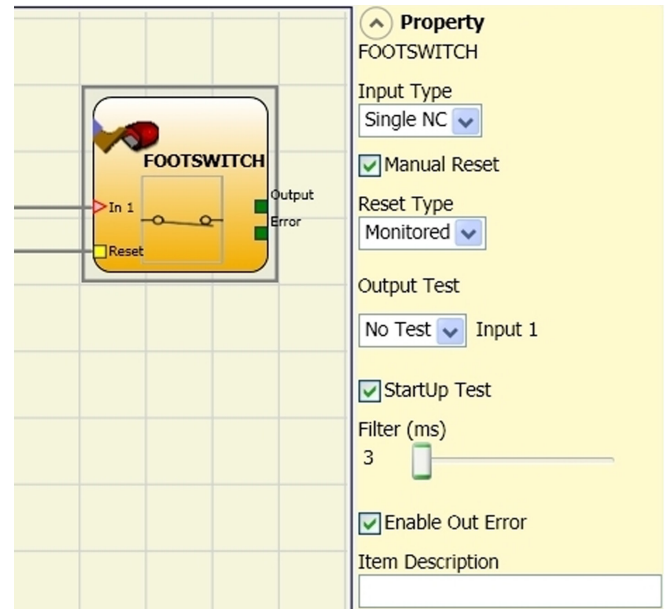 FOOTSWITCH
In 1
Output
Error
Reset
Property
FOOTSWITCH
Input Type
Single NC
Manual Reset
Reset Type
Monitored
Output Test
No Test Input 1
StartUp Test
Filter (ms)
3
Enable Out Error
Item Description